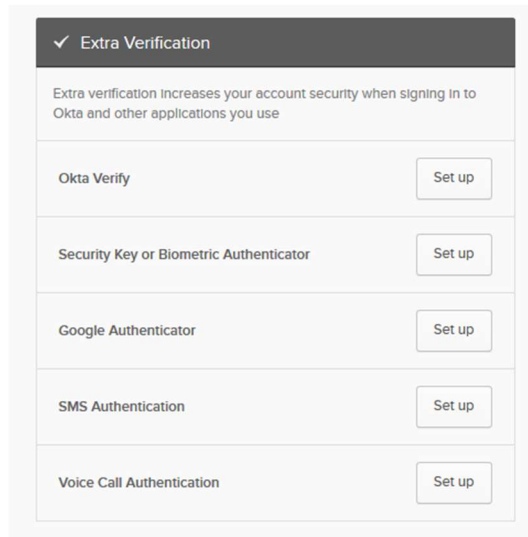 Extra Verification
Extra verification increases your account security when signing in to
Okta and other applications you use
Okta Verify
Set up
Security Key or Biometric Authenticator
Set up
Google Authenticator
Set up
SMS Authentication
Set up
Voice Call Authentication
Set up